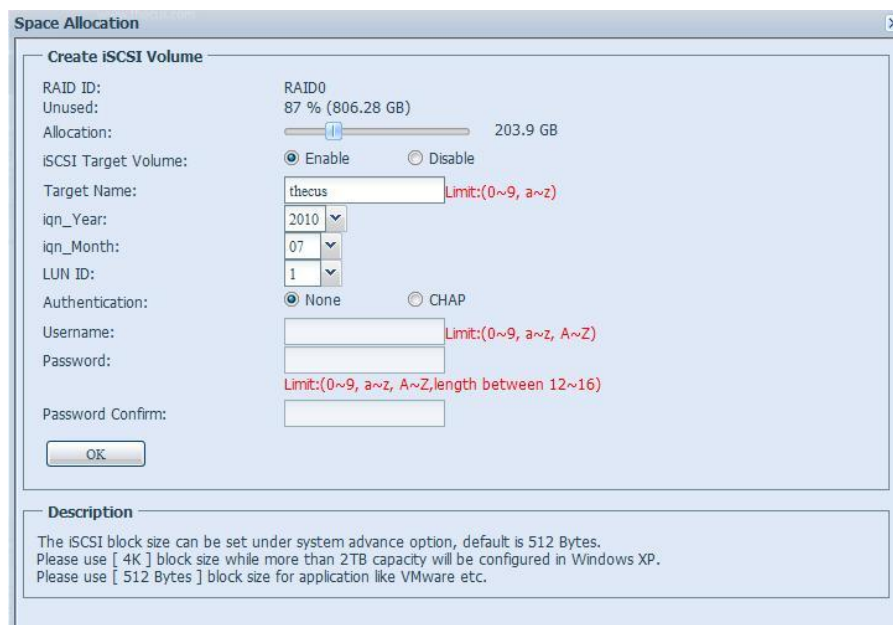 Space Allocation
Create iSCSI Volume
RAID ID: RAID0
Unused: 87 % (806.28 GB)
Allocation: 203.9 GB
iSCSI Target Volume: Enable Disable
Target Name: thecus Limit:(0~9, a~z)
iqn_Year: 2010
iqn_Month: 07
LUN ID: 1
Authentication: None CHAP
Username: Limit:(0~9, a~z, A~Z)
Password:
Limit:(0~9, a~z, A~Z,length between 12~16)
Password Confirm:
OK
Description
The iSCSI block size can be set under system advance option, default is 512 Bytes.
Please use [ 4K ] block size while more than 2TB capacity will be configured in Windows XP.
Please use [ 512 Bytes ] block size for application like VMware etc.